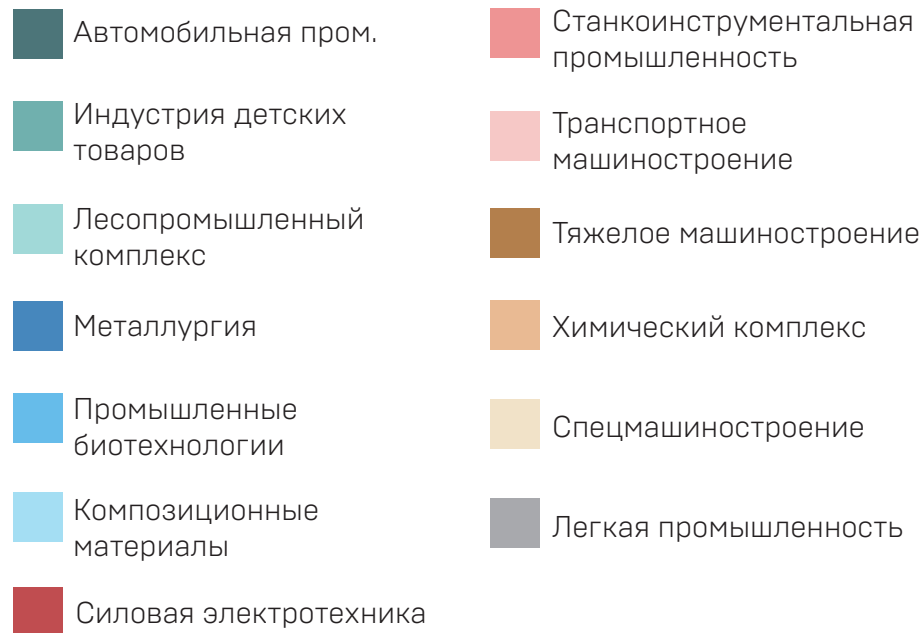 Автомобильная пром.
Индустрия детских
товаров
Лесопромышленный
комплекс
Металлургия
Промышленные
биотехнологии
Композиционные
материалы
Силовая электротехника
Станкоинструментальная
промышленность
Транспортное
машиностроение
Тяжелое машиностроение
Химический комплекс
Спецмашиностроение
Легкая промышленность